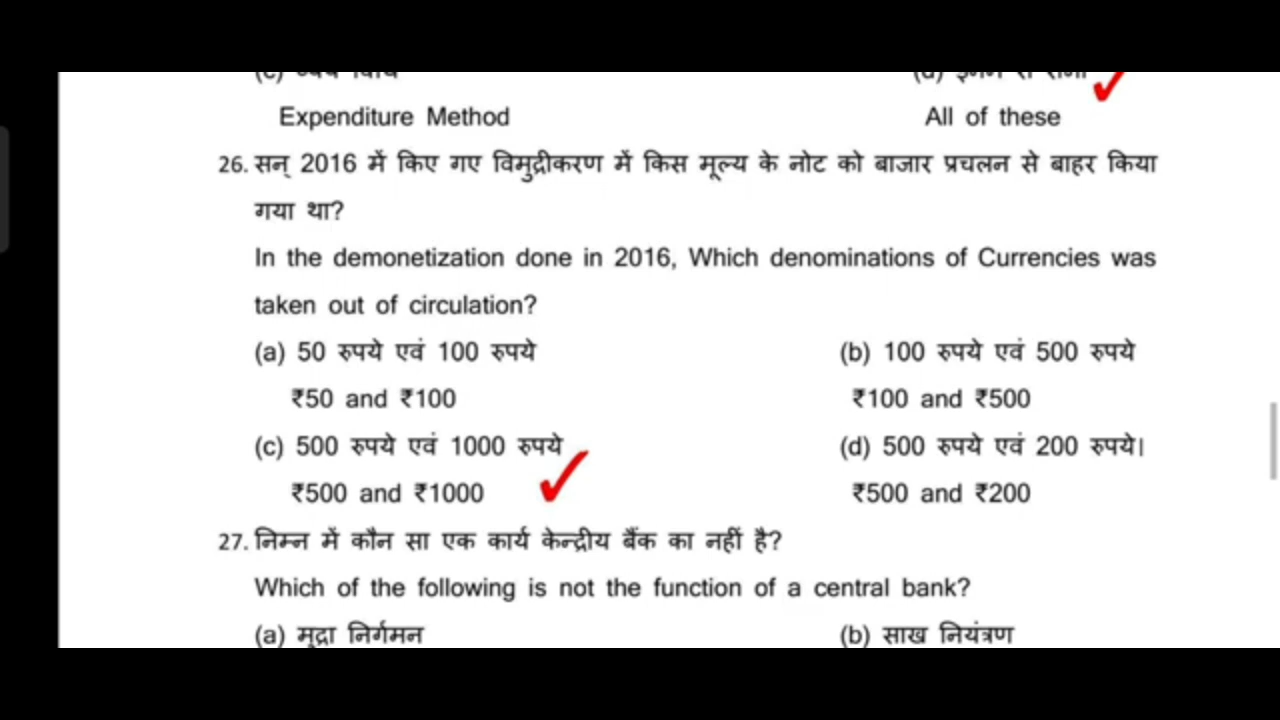 Expenditure Method All of these
26. सन् 2016 में किए गए विमुद्रीकरण में किस मूल्य के नोट को बाजार प्रचलन से बाहर किया
गया था?
In the demonetization done in 2016, Which denominations of Currencies was
taken out of circulation?
(a) 50 रुपये एवं 100 रुपये (b) 100 रुपये एवं 500 रुपये
₹50 and ₹100 ₹100 and ₹500
(c) 500 रुपये एवं 1000 रुपये (d) 500 रुपये एवं 200 रुपये।
₹500 and ₹1000 ₹500 and ₹200
27. निम्न में कौन सा एक कार्य केन्द्रीय बैंक का नहीं है?
Which of the following is not the function of a central bank?
(a) मुद्रा निर्गमन (b) साख नियंत्रण